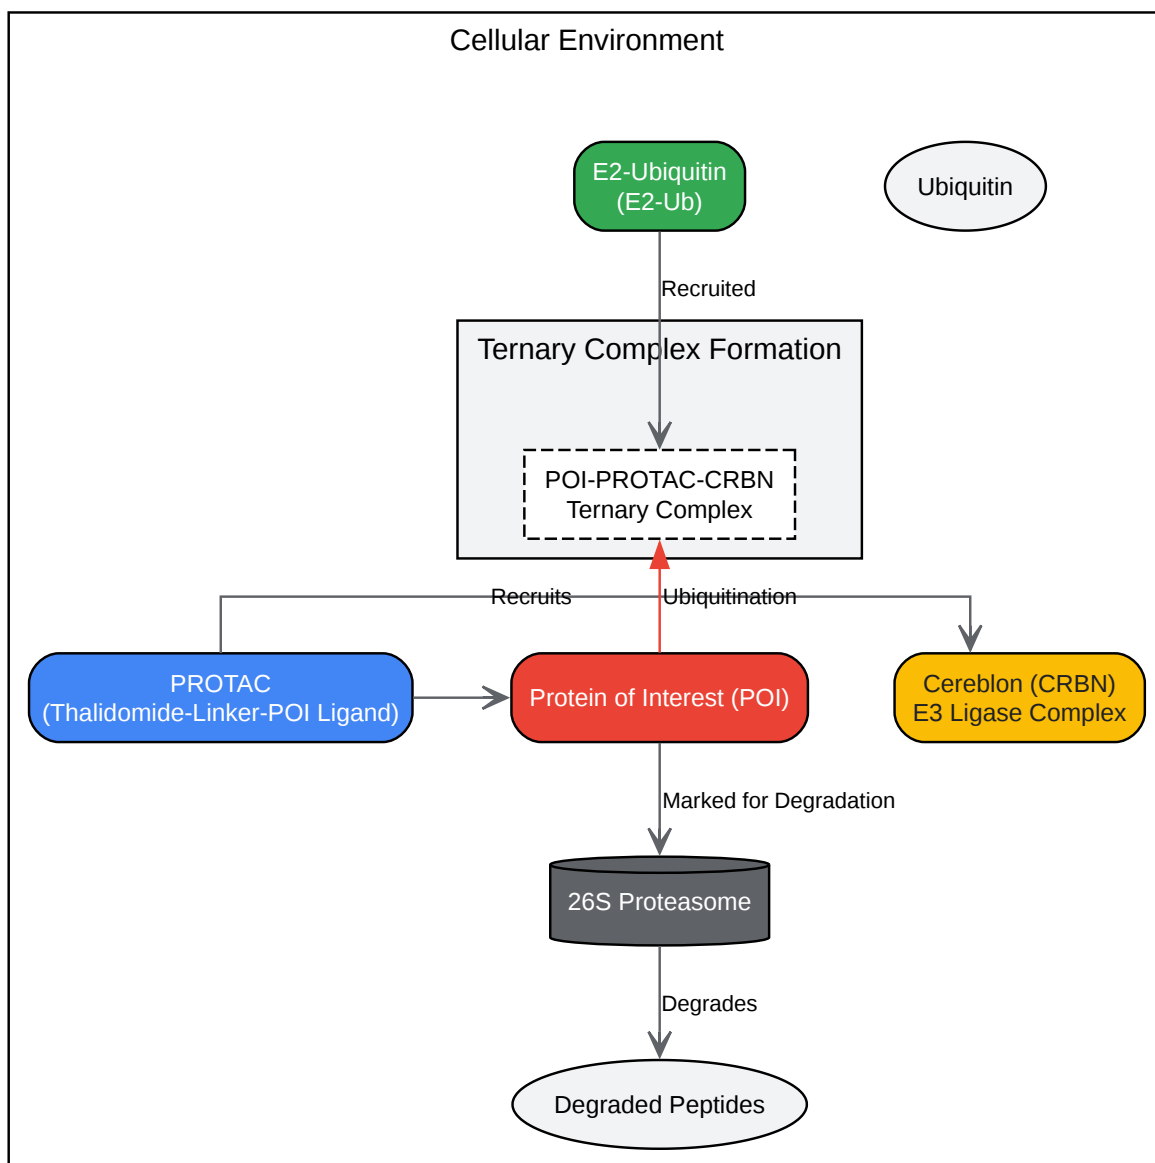 Cellular Environment
E2-Ubiquitin
(E2-Ub)
Ubiquitin
Recruited
Ternary Complex Formation
POI-PROTAC-CRBN
Ternary Complex
Recruits
Ubiquitination
PROTAC
(Thalidomide-Linker-POI Ligand)
Protein of Interest (POI)
Cereblon (CRBN)
E3 Ligase Complex
Marked for Degradation
26S Proteasome
Degrades
Degraded Peptides